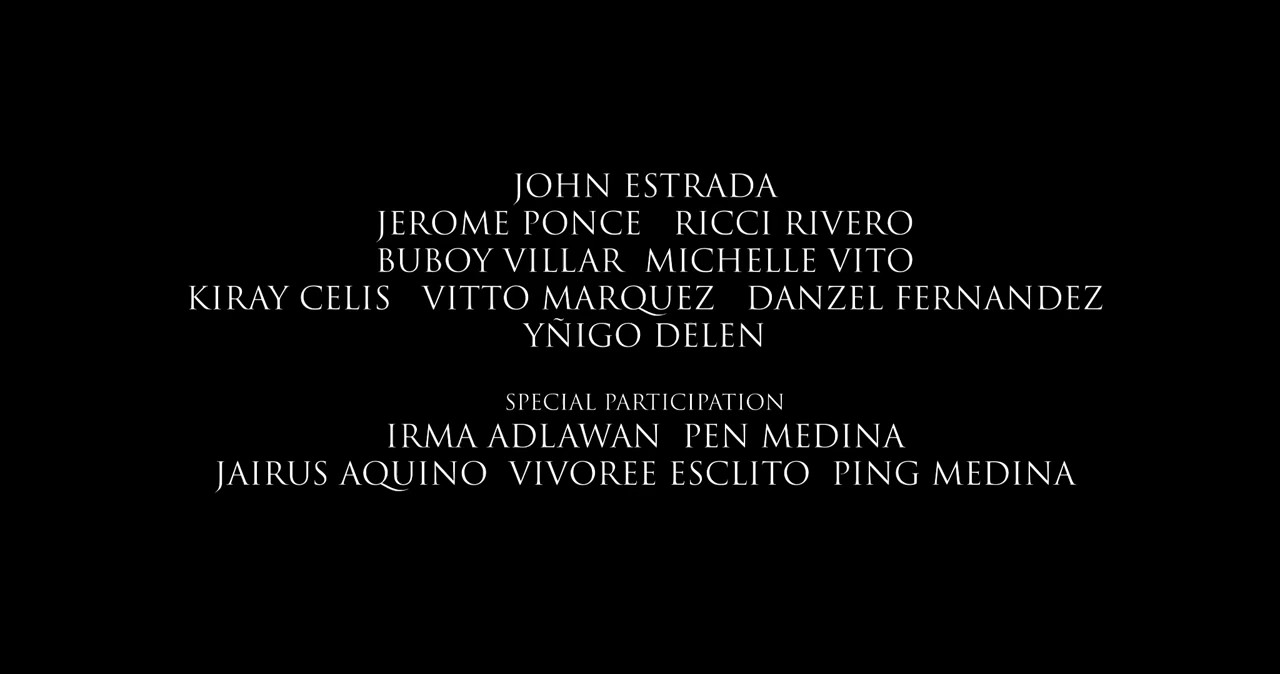 JOHN ESTRADA
JEROME PONCE RICCI RIVERO
BUBOY VILLAR MICHELLE VITO
KIRAY CELIS VITTO MARQUEZ DANZEL FERNANDEZ
YÑIGO DELEN
SPECIAL PARTICIPATION
IRMA ADLAWAN PEN MEDINA
JAIRUS AQUINO VIVOREE ESCLITO PING MEDINA